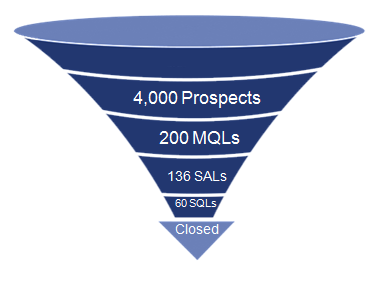 4,000 Prospects
200 MQLs
136 SALs
60 SQLs
Closed